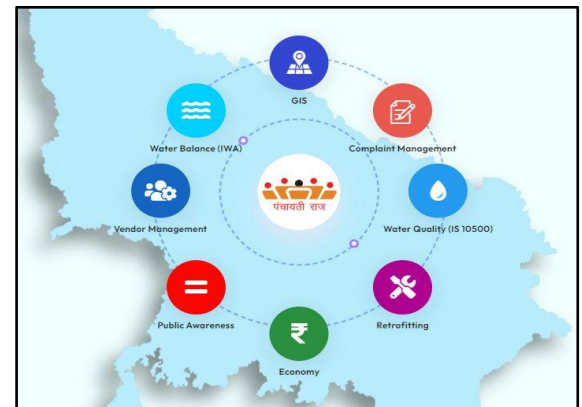 GIS
Complaint Management
Water Balance (IWA)
पंचायती राज
Vendor Management
Water Quality (IS 10500)
Public Awareness
Retrofitting
₹
Economy